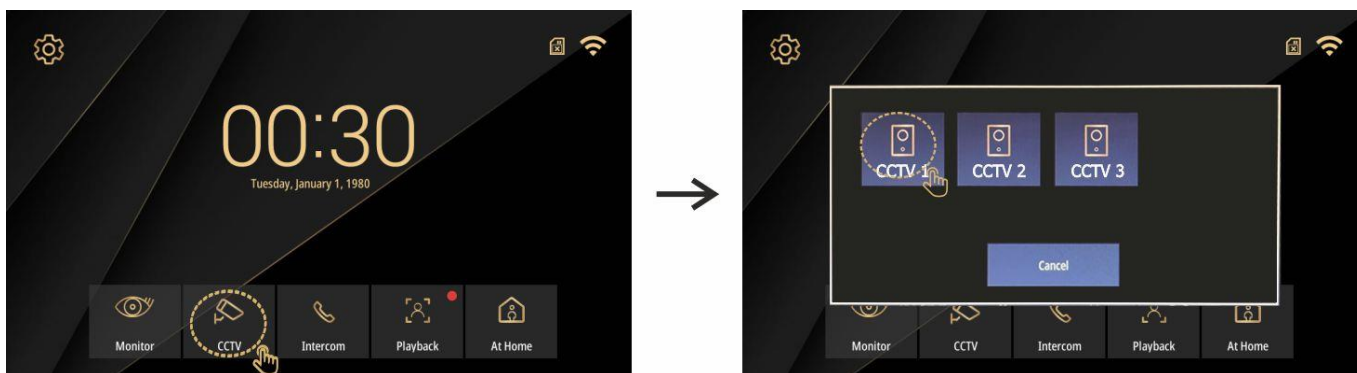 00:30
Tuesday, January 1, 1980
Monitor CCTV Intercom Playback At Home
CCTV 1 CCTV 2 CCTV 3
Cancel
Monitor CCTV Intercom Playback At Home